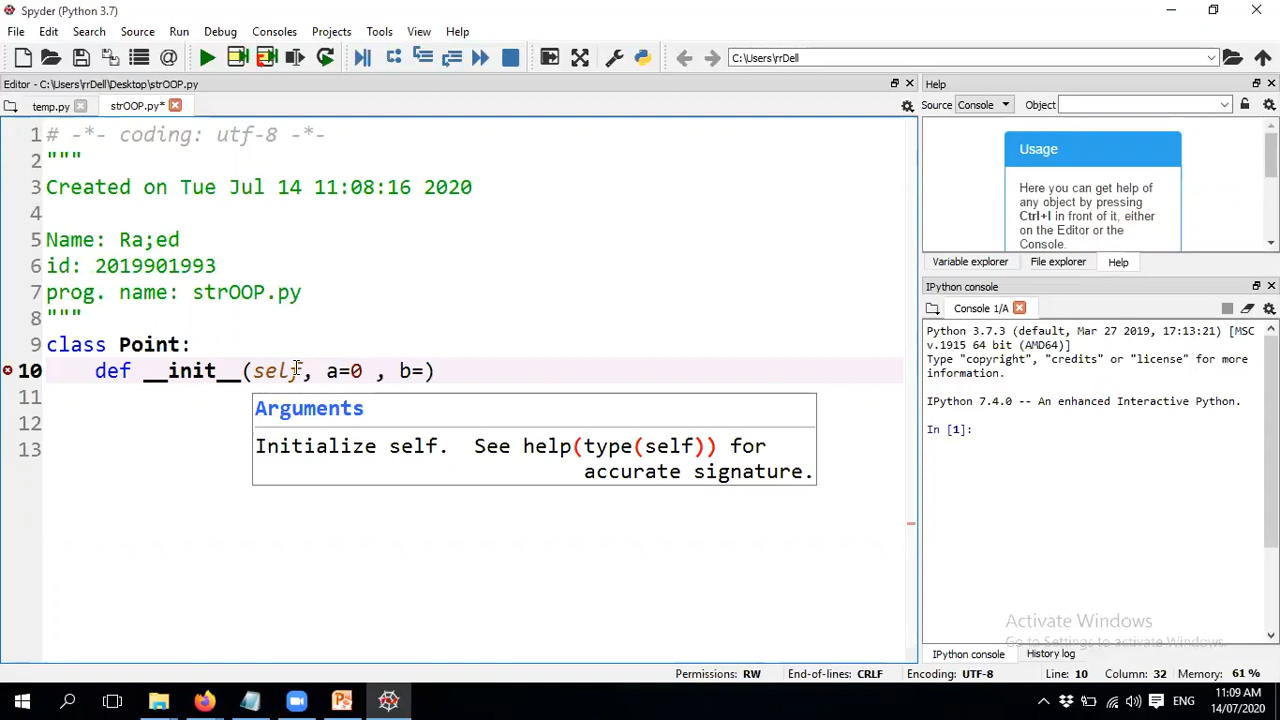 Spyder (Python 3.7)
File Edit Search Source Run Debug Consoles Projects Tools View Help
C:\Users\rrDell
Editor - C:\Users\rrDell\Desktop\strOOP.py
temp.py strOOP.py*
1 # -*- coding: utf-8 -*-
2 """
3 Created on Tue Jul 14 11:08:16 2020
4
5 Name: Ra;ed
6 id: 2019901993
7 prog. name: strOOP.py
8 """
9 class Point:
10 def __init__(self, a=0 , b=)
11
12
13
Arguments
Initialize self. See help(type(self)) for
accurate signature.
Help
Source Console Object
Usage
Here you can get help of
any object by pressing
Ctrl+I in front of it, either
on the Editor or the
Console.
Variable explorer File explorer Help
IPython console
Console 1/A
Python 3.7.3 (default, Mar 27 2019, 17:13:21) [MSC
v.1915 64 bit (AMD64)]
Type "copyright", "credits" or "license" for more
information.
IPython 7.4.0 -- An enhanced Interactive Python.
In [1]:
Activate Windows
Go to Settings to activate Windows.
IPython console History log
Permissions: RW End-of-lines: CRLF Encoding: UTF-8 Line: 10 Column: 32 Memory: 61 %
ENG
11:09 AM
14/07/2020